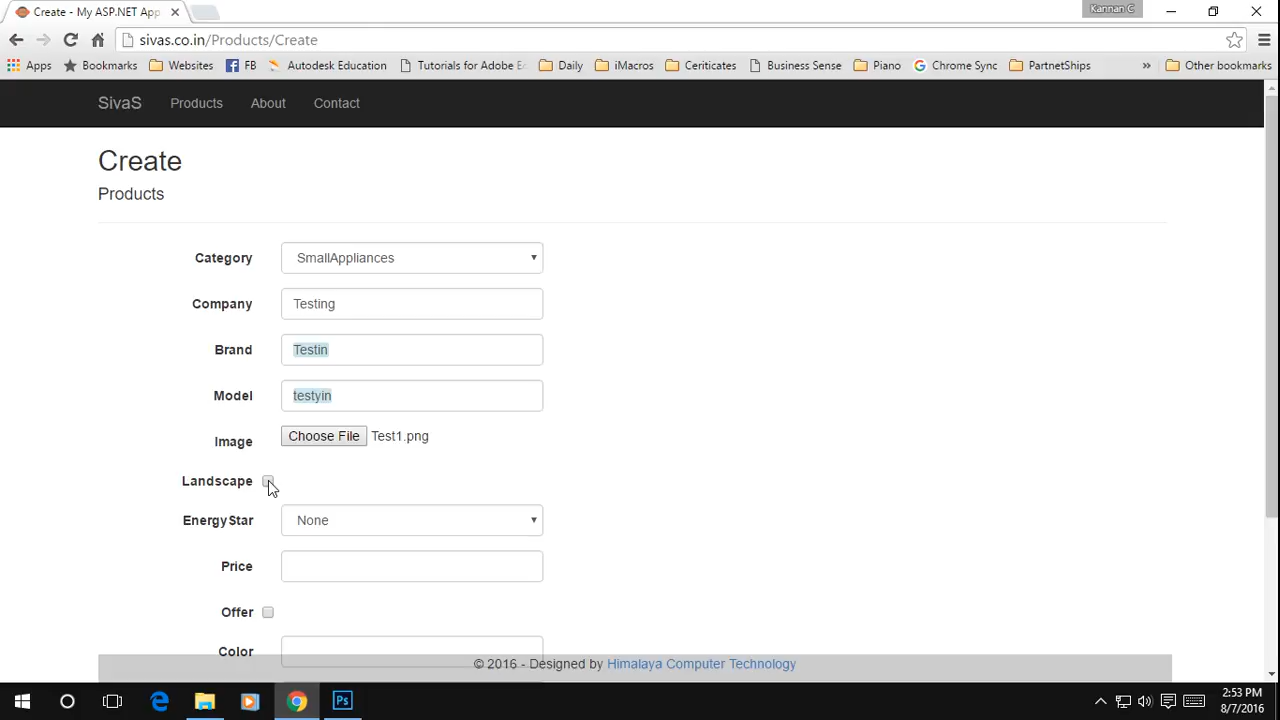 Create - My ASP.NET App
Kannan C
sivas.co.in/Products/Create
Apps Bookmarks Websites FB Autodesk Education Tutorials for Adobe Daily iMacros Certicates Business Sense Piano Chrome Sync PartnetShips » Other bookmarks
SivaS Products About Contact
Create
Products
Category SmallAppliances
Company Testing
Brand Testin
Model testyin
Image Choose File Test1.png
Landscape
EnergyStar None
Price
Offer
Color
© 2016 - Designed by Himalaya Computer Technology
Ps
2:53 PM
8/7/2016